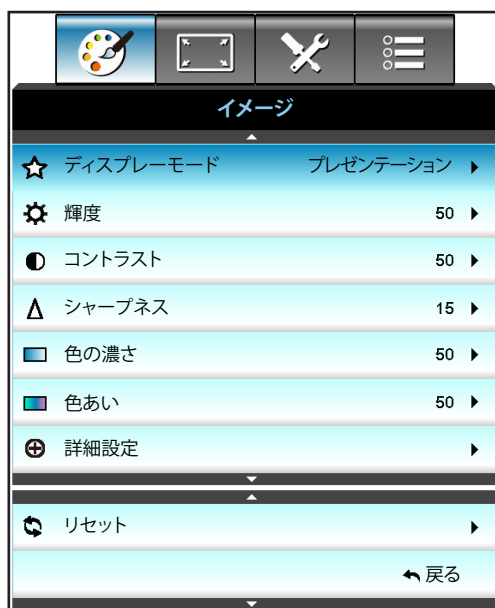 イメージ
ディスプレーモード プレゼンテーション
輝度 50
コントラスト 50
シャープネス 15
色の濃さ 50
色あい 50
詳細設定
リセット
戻る